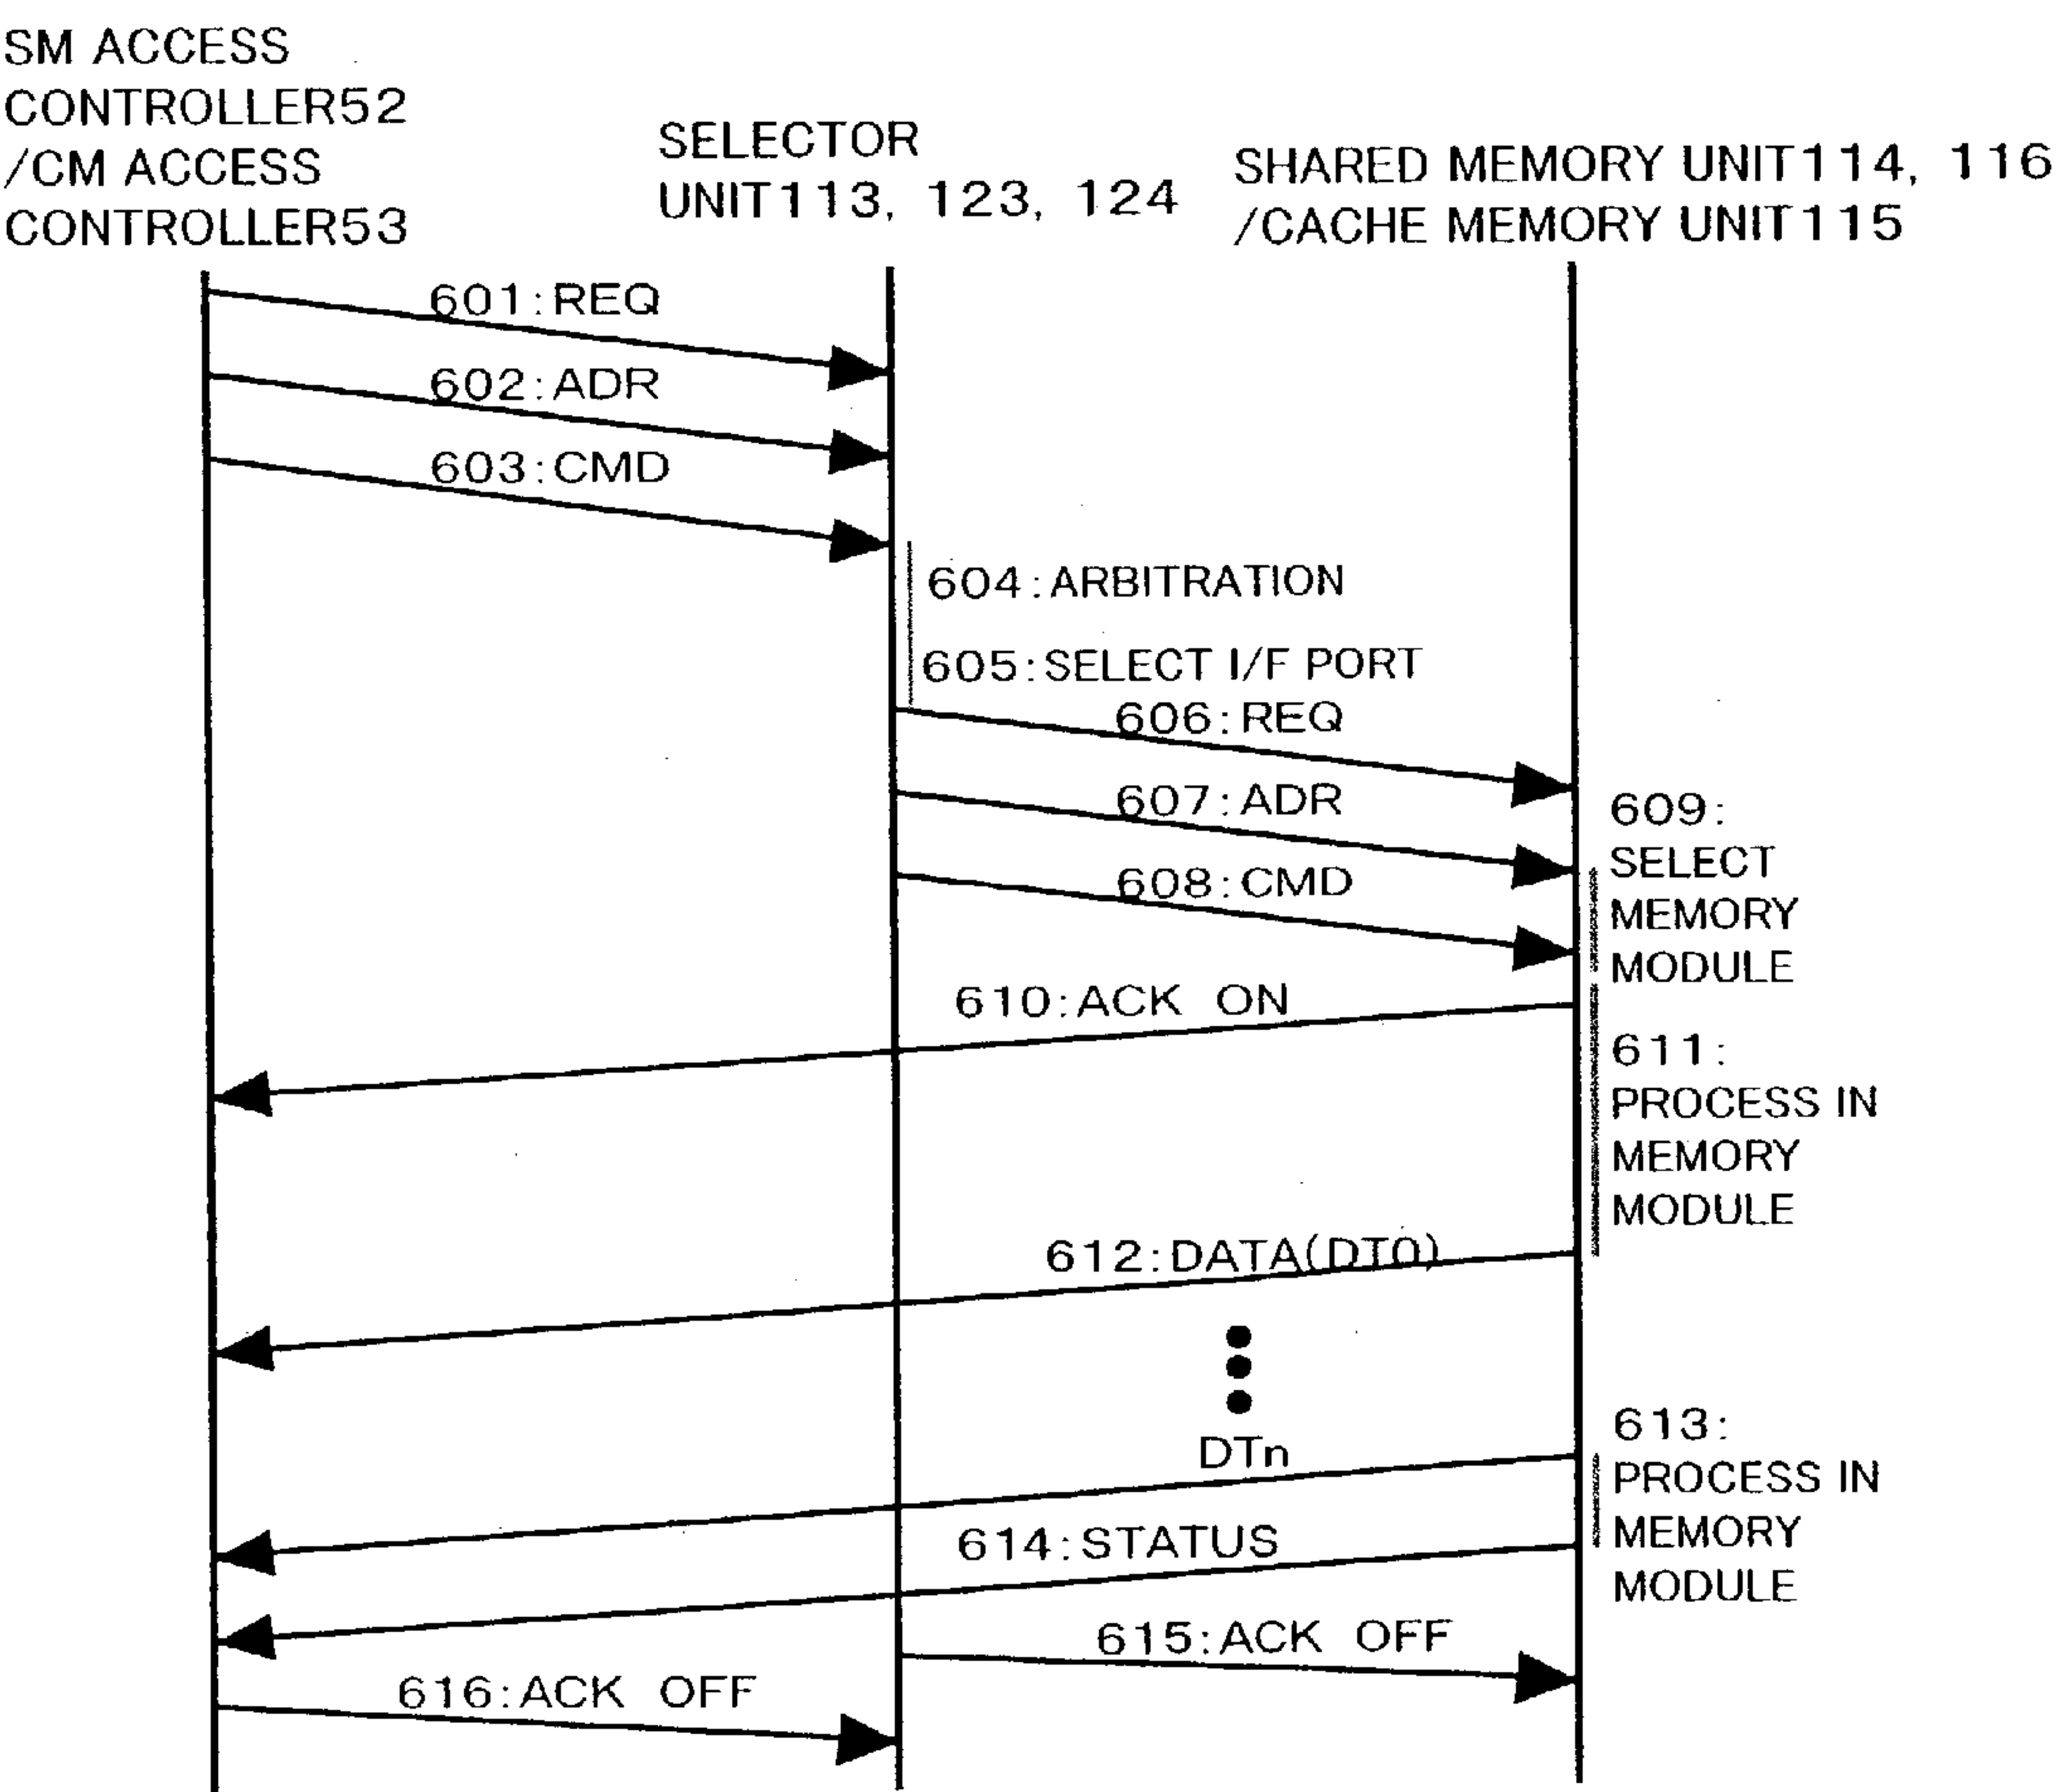 SM ACCESS
CONTROLLER52
/CM ACCESS
CONTROLLER53
SELECTOR
UNIT113, 123, 124
SHARED MEMORY UNIT114, 116
/CACHE MEMORY UNIT115
601:REQ
602:ADR
603:CMD
604:ARBITRATION
605:SELECT I/F PORT
606:REQ
607:ADR
608:CMD
609:
SELECT
MEMORY
MODULE
610:ACK ON
611:
PROCESS IN
MEMORY
MODULE
612:DATA(DT0)
DTn
613:
PROCESS IN
MEMORY
MODULE
614:STATUS
615:ACK OFF
616:ACK OFF